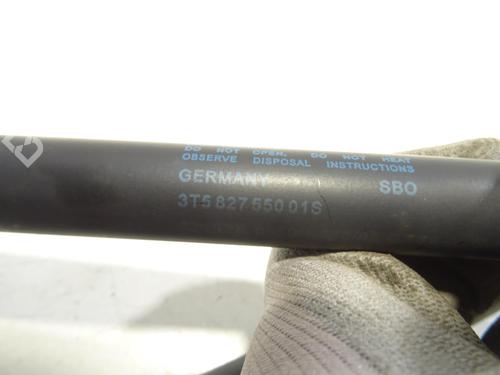 DO NOT OPEN, DO NOT HEAT
OBSERVE DISPOSAL INSTRUCTIONS
GERMANY SBO
3T5 827 550 01S